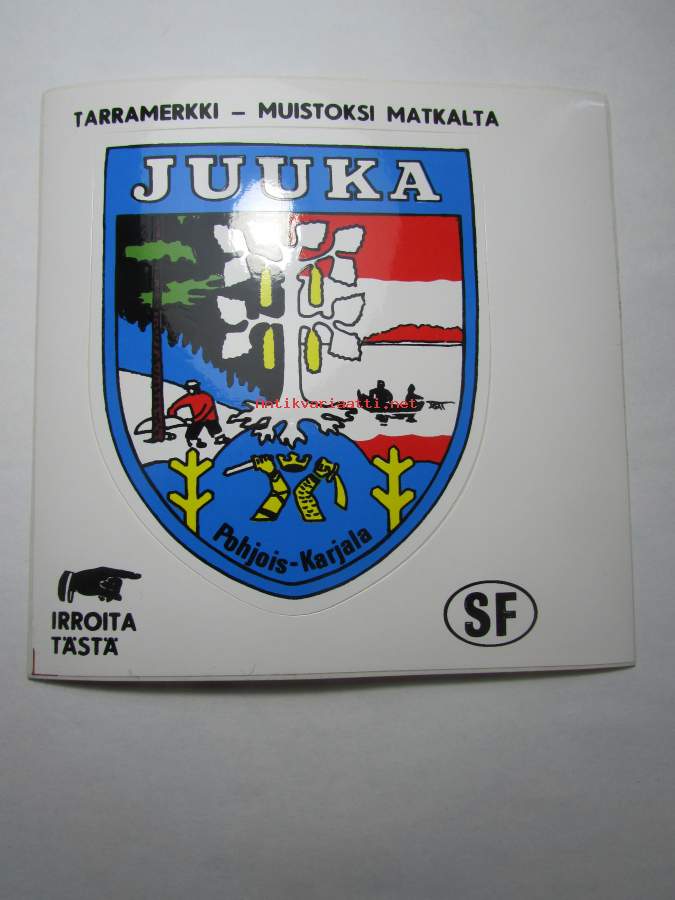 TARRAMERKKI – MUISTOKSI MATKALTA
JUUKA
Antikvariaatti.net
Pohjois-Karjala
IRROITA
TÄSTÄ
SF